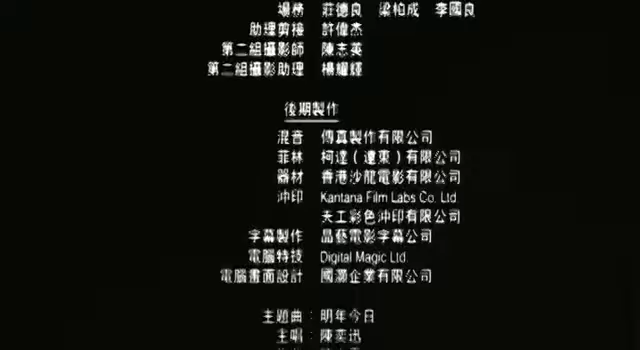 場務 莊德良 梁柏成 李國良
助理剪接 許偉杰
第二組攝影師 陳志英
第二組攝影助理 楊耀輝
後期製作
混音 傳真製作有限公司
菲林 柯達（遠東）有限公司
器材 香港沙龍電影有限公司
沖印 Kantana Film Labs Co. Ltd.
天工彩色沖印有限公司
字幕製作 晶藝電影字幕公司
電腦特技 Digital Magic Ltd.
電腦畫面設計 國灝企業有限公司
主題曲：明年今日
主唱：陳奕迅